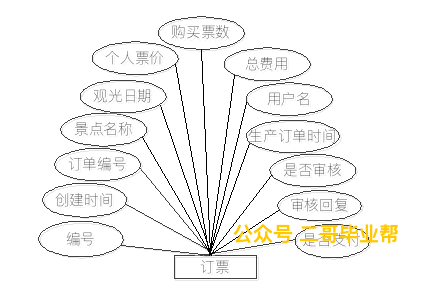 购买票数
个人票价
总费用
观光日期
用户名
景点名称
生产订单时间
订单编号
是否审核
创建时间
审核回复
公众号 二哥毕业帮
编号
是否支付
订票